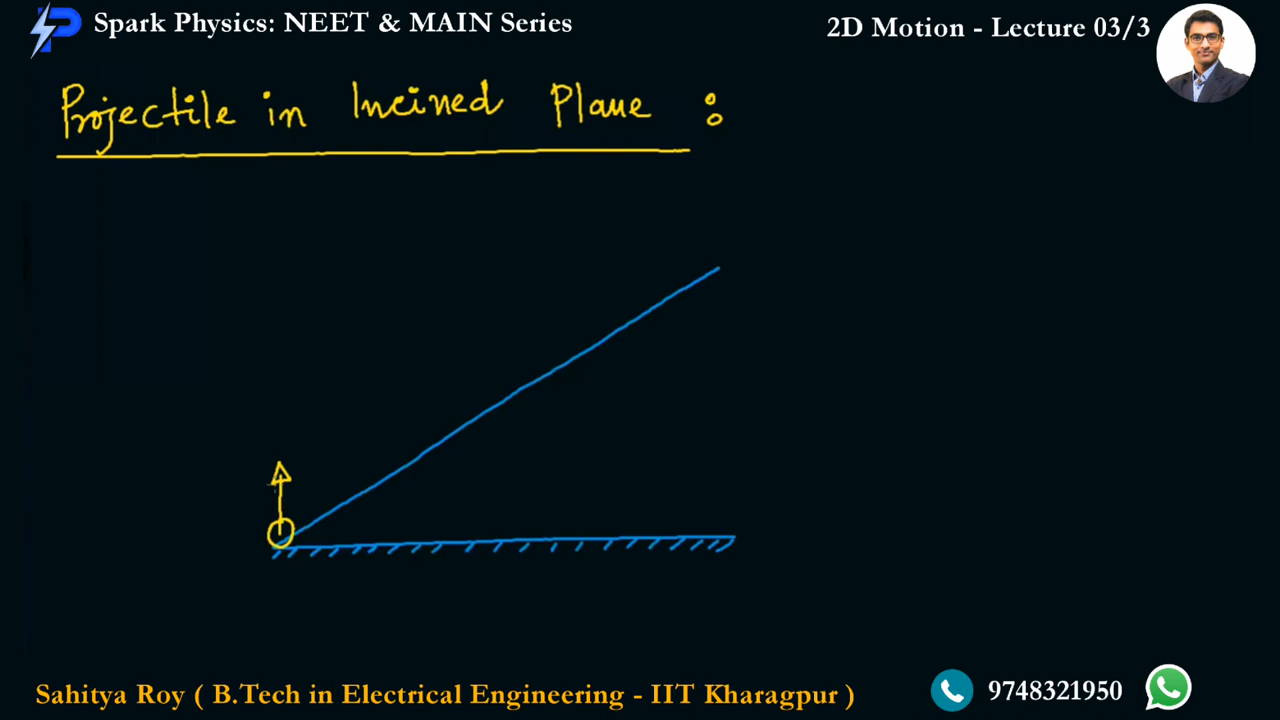 Spark Physics: NEET & MAIN Series
2D Motion - Lecture 03/3
Projectile in Incined Plane :
Sahitya Roy ( B.Tech in Electrical Engineering - IIT Kharagpur )
9748321950